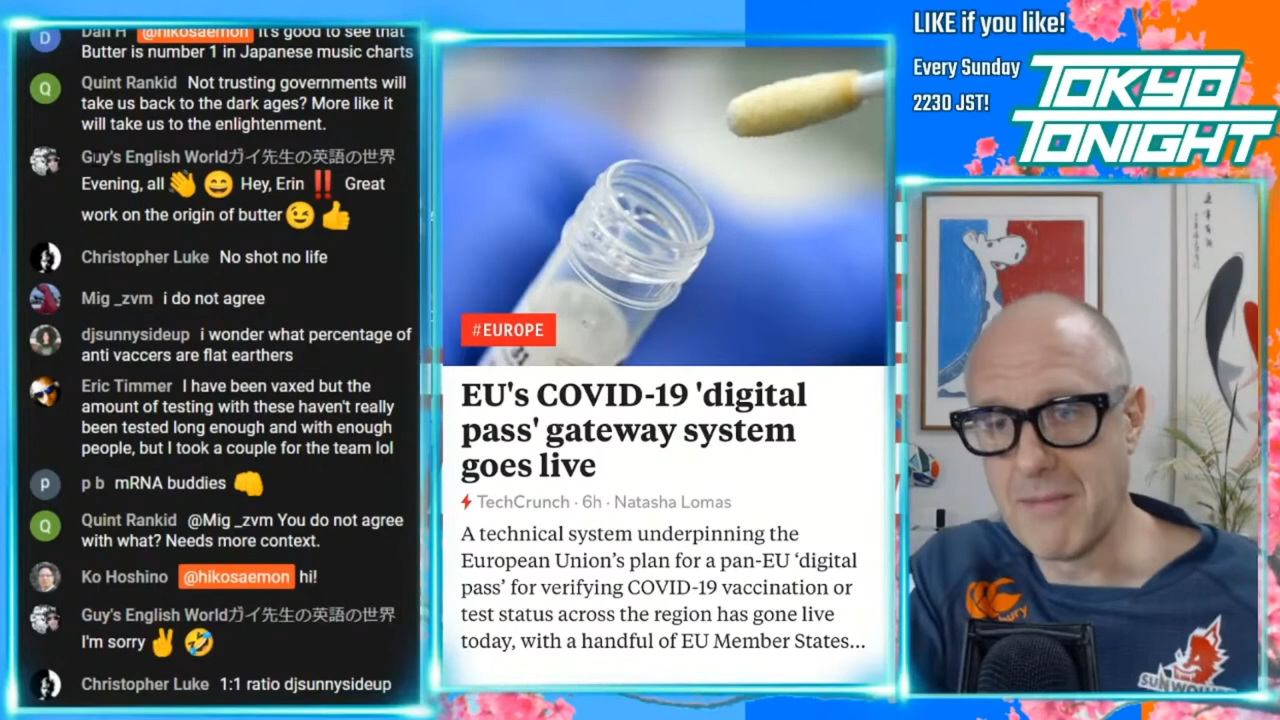 D
Dan H @hikosaemon It's good to see that
Butter is number 1 in Japanese music charts
Q
Quint Rankid Not trusting governments will
take us back to the dark ages? More like it
will take us to the enlightenment.
Guy's English Worldガイ先生の英語の世界
Evening, all👋😄 Hey, Erin ‼️ Great
work on the origin of butter😉👍
Christopher Luke No shot no life
Mig _zvm i do not agree
djsunnysideup i wonder what percentage of
anti vaccers are flat earthers
Eric Timmer I have been vaxed but the
amount of testing with these haven't really
been tested long enough and with enough
people, but I took a couple for the team lol
p
p b mRNA buddies 👊
Q
Quint Rankid @Mig _zvm You do not agree
with what? Needs more context.
Ko Hoshino @hikosaemon hi!
Guy's English Worldガイ先生の英語の世界
I'm sorry✌️🤣
Christopher Luke 1:1 ratio djsunnysideup
#EUROPE
EU's COVID-19 'digital
pass' gateway system
goes live
TechCrunch · 6h · Natasha Lomas
A technical system underpinning the
European Union's plan for a pan-EU ‘digital
pass’ for verifying COVID-19 vaccination or
test status across the region has gone live
today, with a handful of EU Member States...
LIKE if you like!
Every Sunday
2230 JST!
TOKYO
TONIGHT